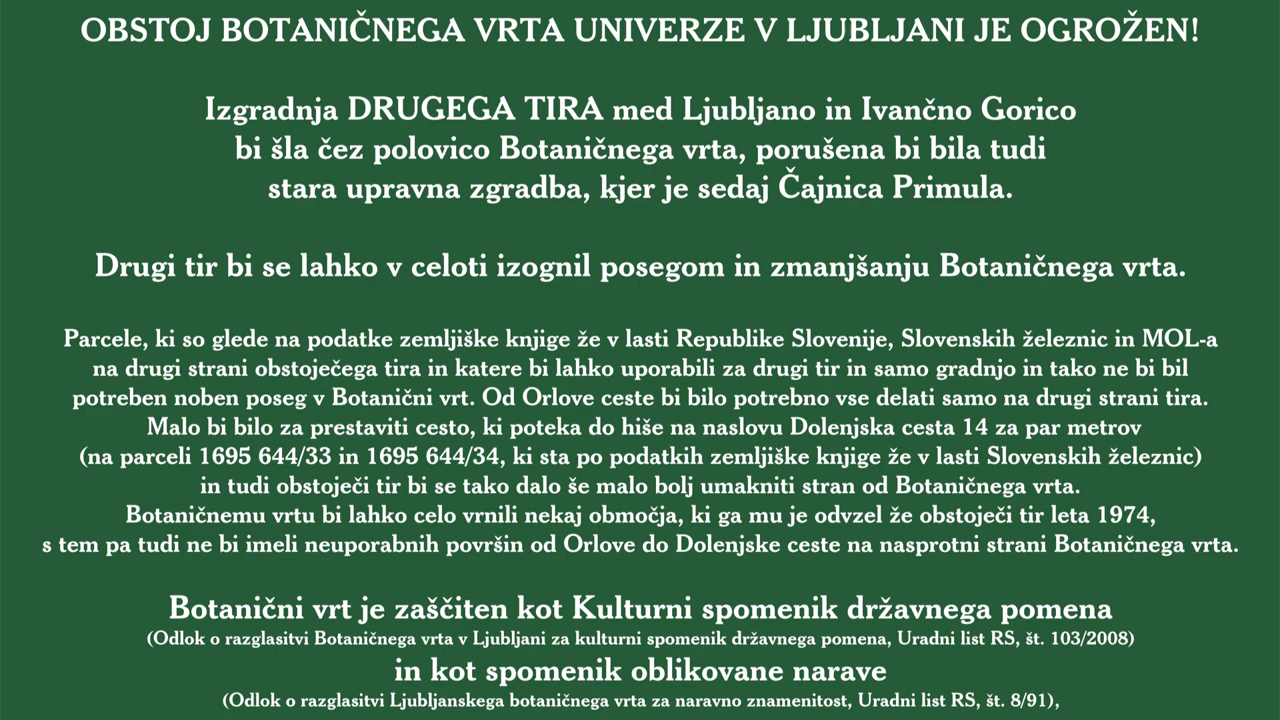 OBSTOJ BOTANIČNEGA VRTA UNIVERZE V LJUBLJANI JE OGROŽEN!
Izgradnja DRUGEGA TIRA med Ljubljano in Ivančno Gorico
bi šla čez polovico Botaničnega vrta, porušena bi bila tudi
stara upravna zgradba, kjer je sedaj Čajnica Primula.
Drugi tir bi se lahko v celoti izognil posegom in zmanjšanju Botaničnega vrta.
Parcele, ki so glede na podatke zemljiške knjige že v lasti Republike Slovenije, Slovenskih železnic in MOL-a
na drugi strani obstoječega tira in katere bi lahko uporabili za drugi tir in samo gradnjo in tako ne bi bil
potreben noben poseg v Botanični vrt. Od Orlove ceste bi bilo potrebno vse delati samo na drugi strani tira.
Malo bi bilo za prestaviti cesto, ki poteka do hiše na naslovu Dolenjska cesta 14 za par metrov
(na parceli 1695 644/33 in 1695 644/34, ki sta po podatkih zemljiške knjige že v lasti Slovenskih železnic)
in tudi obstoječi tir bi se tako dalo še malo bolj umakniti stran od Botaničnega vrta.
Botaničnemu vrtu bi lahko celo vrnili nekaj območja, ki ga mu je odvzel že obstoječi tir leta 1974,
s tem pa tudi ne bi imeli neuporabnih površin od Orlove do Dolenjske ceste na nasprotni strani Botaničnega vrta.
Botanični vrt je zaščiten kot Kulturni spomenik državnega pomena
(Odlok o razglasitvi Botaničnega vrta v Ljubljani za kulturni spomenik državnega pomena, Uradni list RS, št. 103/2008)
in kot spomenik oblikovane narave
(Odlok o razglasitvi Ljubljanskega botaničnega vrta za naravno znamenitost, Uradni list RS, št. 8/91),